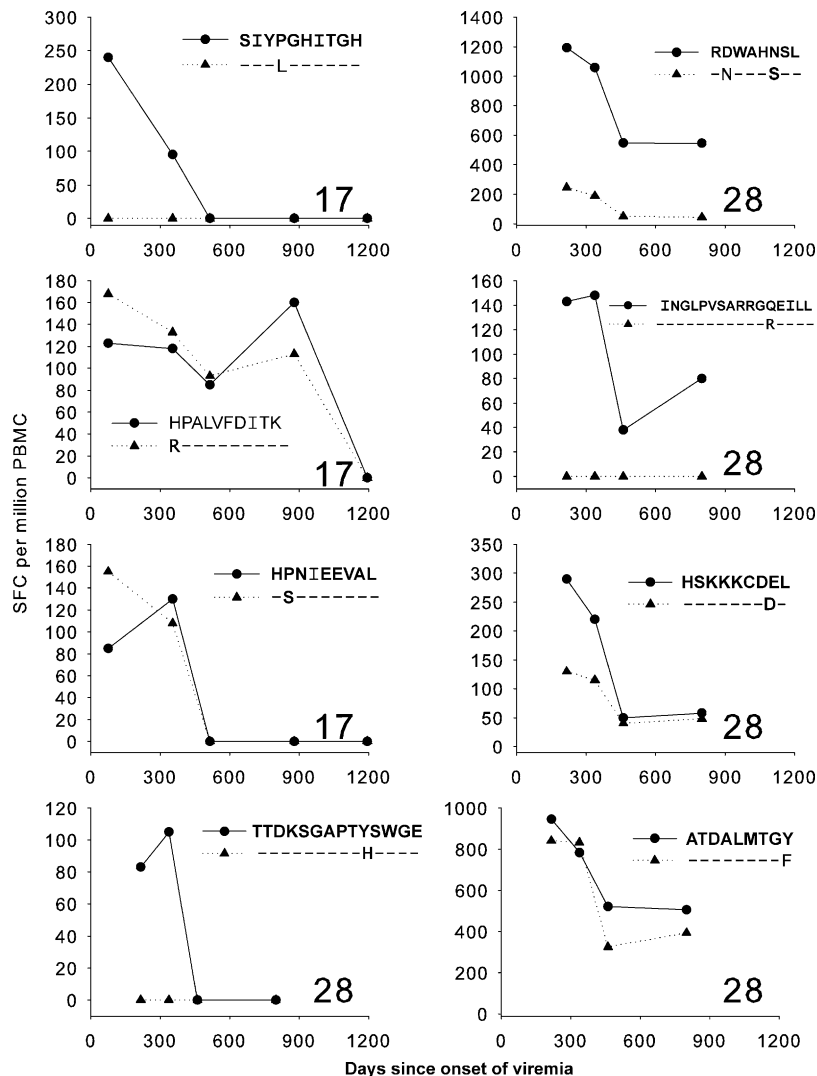 SFC per million PBMC
300
250
200
150
100
50
0
SIYPGHITGH
---L-------
17
0 300 600 900 1200
1400
1200
1000
800
600
400
200
0
RDWAHNSL
-N---S--
28
0 300 600 900 1200
180
160
140
120
100
80
60
40
20
0
HPALVFDITK
R---------
17
0 300 600 900 1200
160
140
120
100
80
60
40
20
0
INGLPVSARRGQEILL
----------R----
28
0 300 600 900 1200
180
160
140
120
100
80
60
40
20
0
HPNIEEVAL
-S-------
17
0 300 600 900 1200
350
300
250
200
150
100
50
0
HSKKKCDEL
-------D-
28
0 300 600 900 1200
120
100
80
60
40
20
0
TTDKSGAPTYSWGE
---------H----
28
0 300 600 900 1200
1000
800
600
400
200
0
ATDALMTGY
--------F
28
0 300 600 900 1200
Days since onset of viremia